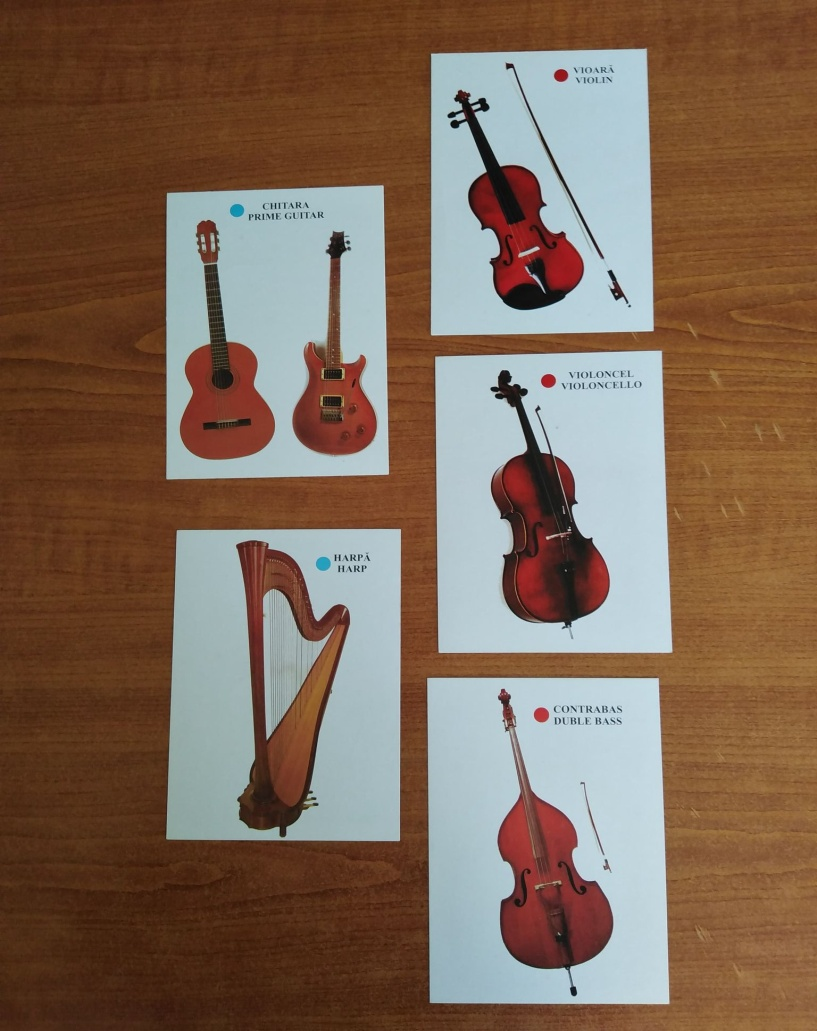 CHITARA
PRIME GUITAR
HARPĂ
HARP
VIOARĂ
VIOLIN
VIOLONCEL
VIOLONCELLO
CONTRABAS
DUBLE BASS